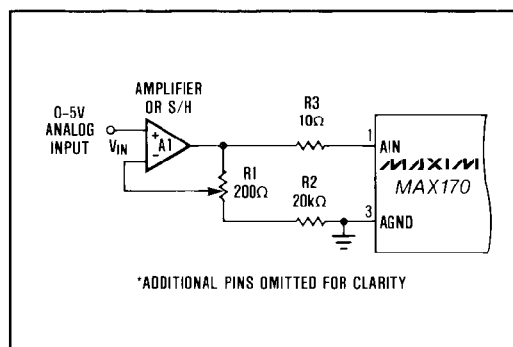 AMPLIFIER
OR S/H
0-5V
ANALOG
INPUT
VIN
+
-
A1
R3
10Ω
1
AIN
MAXIM
MAX170
R1
200Ω
R2
20kΩ
3
AGND
*ADDITIONAL PINS OMITTED FOR CLARITY